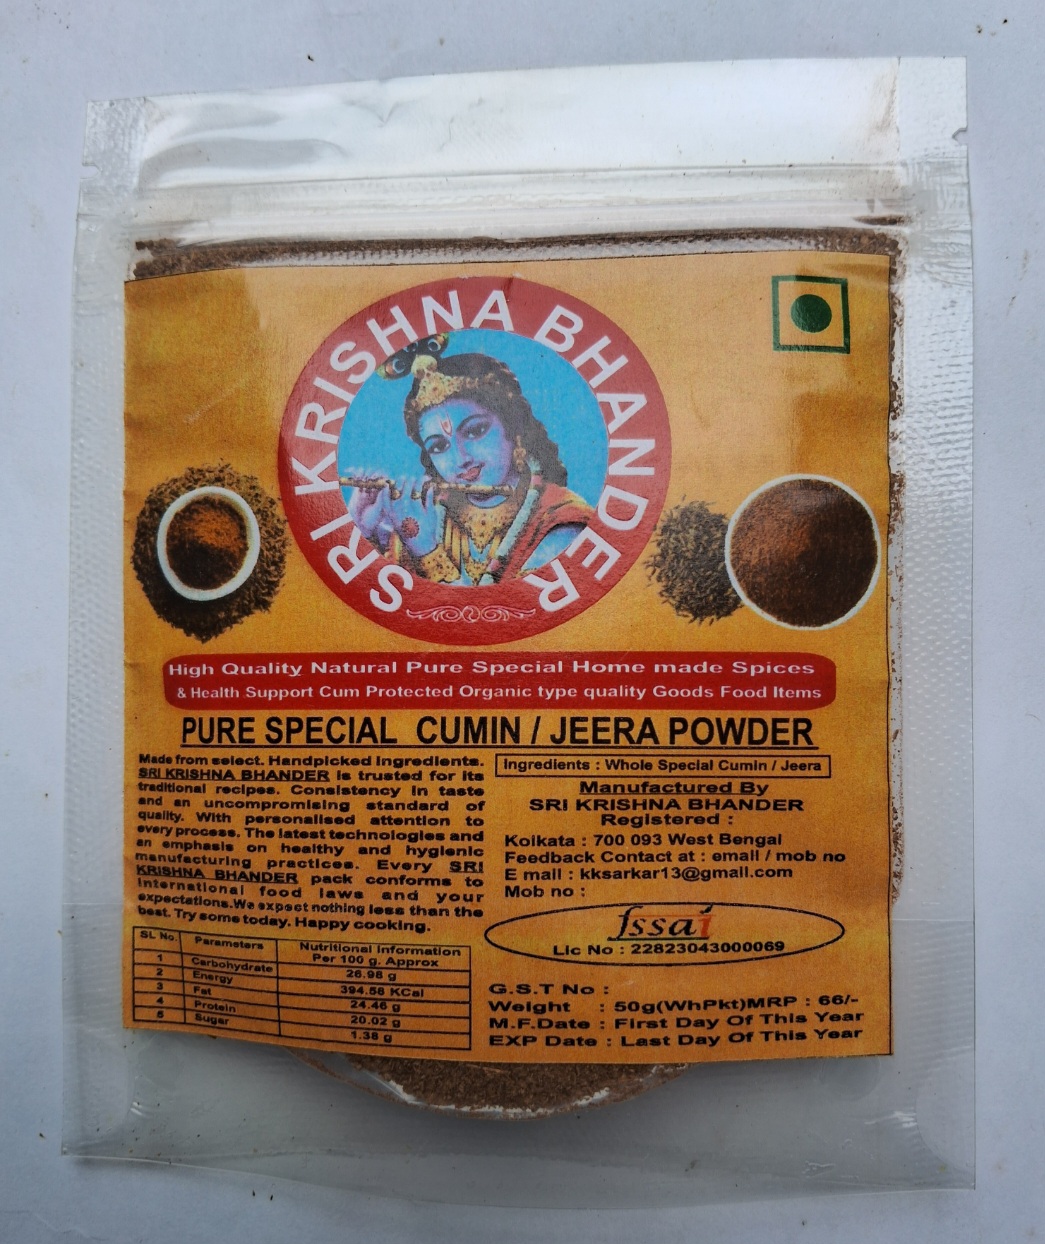 SRI KRISHNA BHANDER
High Quality Natural Pure Special Home made Spices
& Health Support Cum Protected Organic type quality Goods Food Items
PURE SPECIAL CUMIN / JEERA POWDER
Made from select. Handpicked Ingredients.
SRI KRISHNA BHANDER is trusted for its
traditional recipes. Consistency in taste
and an uncompromising standard of
quality. With personalised attention to
every process. The latest technologies and
an emphasis on healthy and hygienic
manufacturing practices. Every SRI
KRISHNA BHANDER pack conforms to
international food laws and your
expectations.We expect nothing less than the
best. Try some today. Happy cooking.
SL No. Parameters Nutritional Information
Per 100 g. Approx
1 Carbohydrate 26.98 g
2 Energy 394.58 KCal
3 Fat 24.46 g
4 Protein 20.02 g
5 Sugar 1.38 g
Ingredients : Whole Special Cumin / Jeera
Manufactured By
SRI KRISHNA BHANDER
Registered :
Kolkata : 700 093 West Bengal
Feedback Contact at : email / mob no
E mail : kksarkar13@gmail.com
Mob no :
fssai
Lic No : 22823043000069
G.S.T No :
Weight : 50g(WhPkt)MRP : 66/-
M.F.Date : First Day Of This Year
EXP Date : Last Day Of This Year